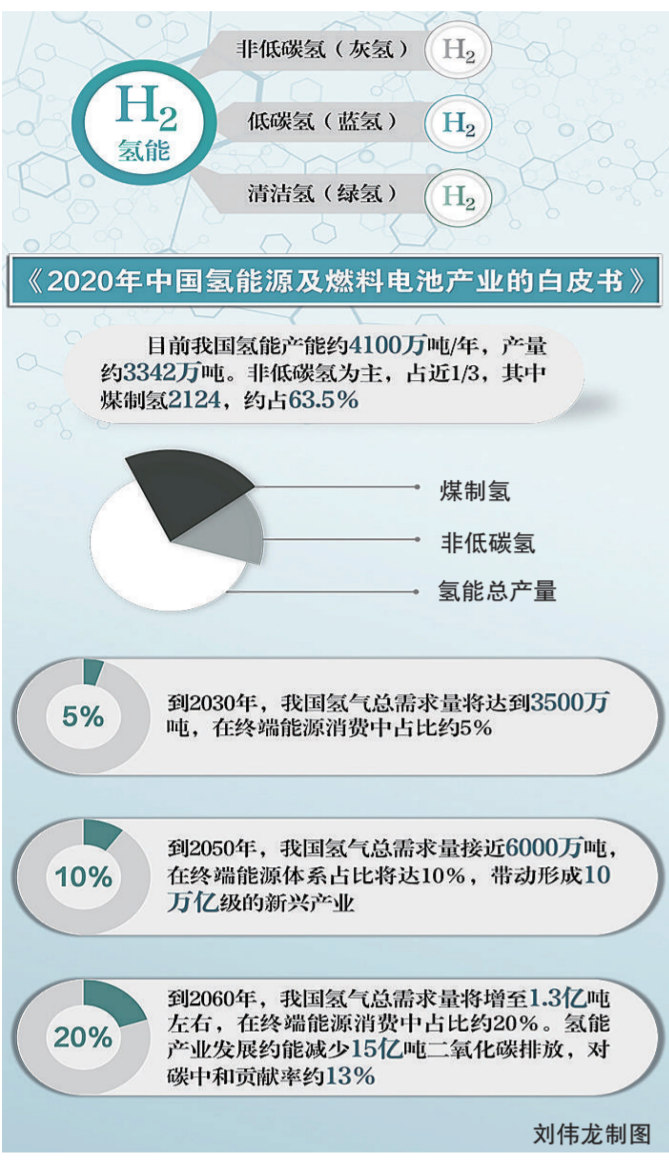 非低碳氢（灰氢）
H₂
H₂
氢能
低碳氢（蓝氢）
H₂
清洁氢（绿氢）
H₂
《2020年中国氢能源及燃料电池产业的白皮书》
目前我国氢能产能约4100万吨/年，产量
约3342万吨。非低碳氢为主，占近1/3，其中
煤制氢2124，约占63.5%
煤制氢
非低碳氢
氢能总产量
5%
到2030年，我国氢气总需求量将达到3500万
吨，在终端能源消费中占比约5%
10%
到2050年，我国氢气总需求量接近6000万吨，
在终端能源体系占比将达10%，带动形成10
万亿级的新兴产业
20%
到2060年，我国氢气总需求量将增至1.3亿吨
左右，在终端能源消费中占比约20%。氢能
产业发展约能减少15亿吨二氧化碳排放，对
碳中和贡献率约13%
刘伟龙制图